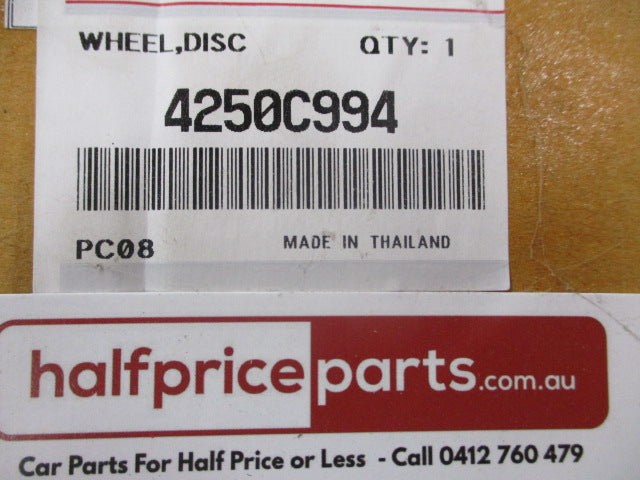 WHEEL,DISC QTY: 1
4250C994
PC08 MADE IN THAILAND
halfpriceparts.com.au
Car Parts For Half Price or Less - Call 0412 760 479